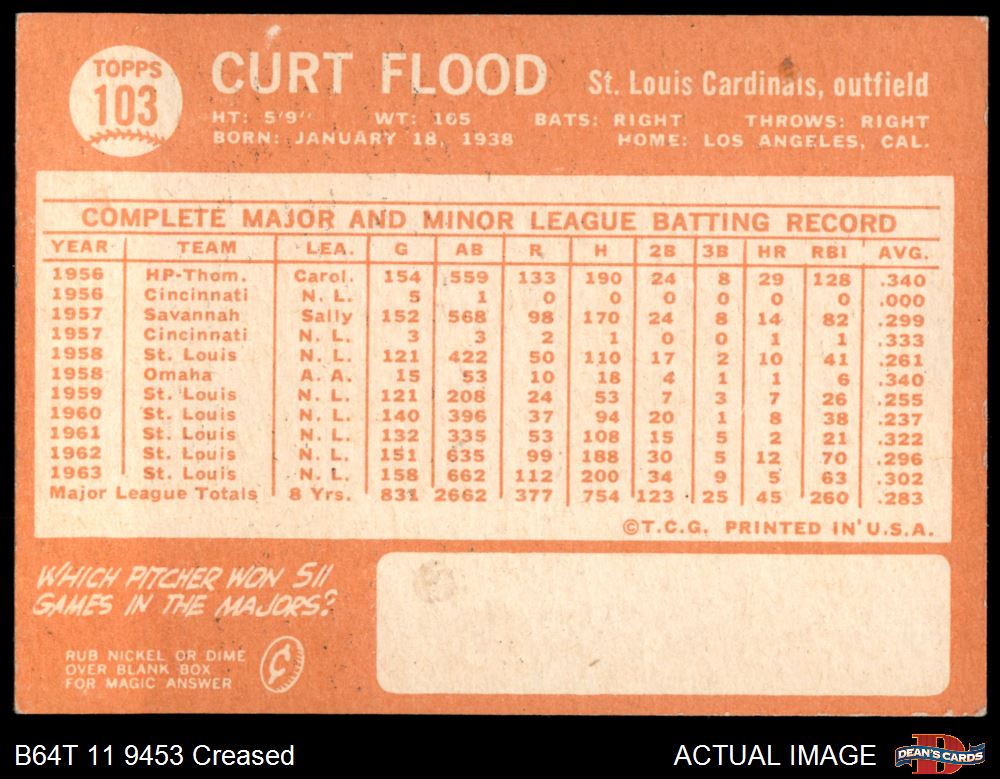 TOPPS
103
CURT FLOOD St. Louis Cardinals, outfield
HT: 5'9" WT: 165 BATS: RIGHT THROWS: RIGHT
BORN: JANUARY 18, 1938 HOME: LOS ANGELES, CAL.
COMPLETE MAJOR AND MINOR LEAGUE BATTING RECORD
YEAR TEAM LEA. G AB R H 2B 3B HR RBI AVG.
1956 HP-Thom. Carol. 154 559 133 190 24 8 29 128 .340
1956 Cincinnati N. L. 5 1 0 0 0 0 0 0 .000
1957 Savannah Sally 152 568 98 170 24 8 14 82 .299
1957 Cincinnati N. L. 3 3 2 1 0 0 1 1 .333
1958 St. Louis N. L. 121 422 50 110 17 2 10 41 .261
1958 Omaha A. A. 15 53 10 18 4 1 1 6 .340
1959 St. Louis N. L. 121 208 24 53 7 3 7 26 .255
1960 St. Louis N. L. 140 396 37 94 20 1 8 38 .237
1961 St. Louis N. L. 132 335 53 108 15 5 2 21 .322
1962 St. Louis N. L. 151 635 99 188 30 5 12 70 .296
1963 St. Louis N. L. 158 662 112 200 34 9 5 63 .302
Major League Totals 8 Yrs. 831 2662 377 754 123 25 45 260 .283
©T.C.G. PRINTED IN U.S.A.
WHICH PITCHER WON 511
GAMES IN THE MAJORS?
RUB NICKEL OR DIME
OVER BLANK BOX
FOR MAGIC ANSWER
¢
B64T 11 9453 Creased ACTUAL IMAGE
D
DEAN'S CARDS